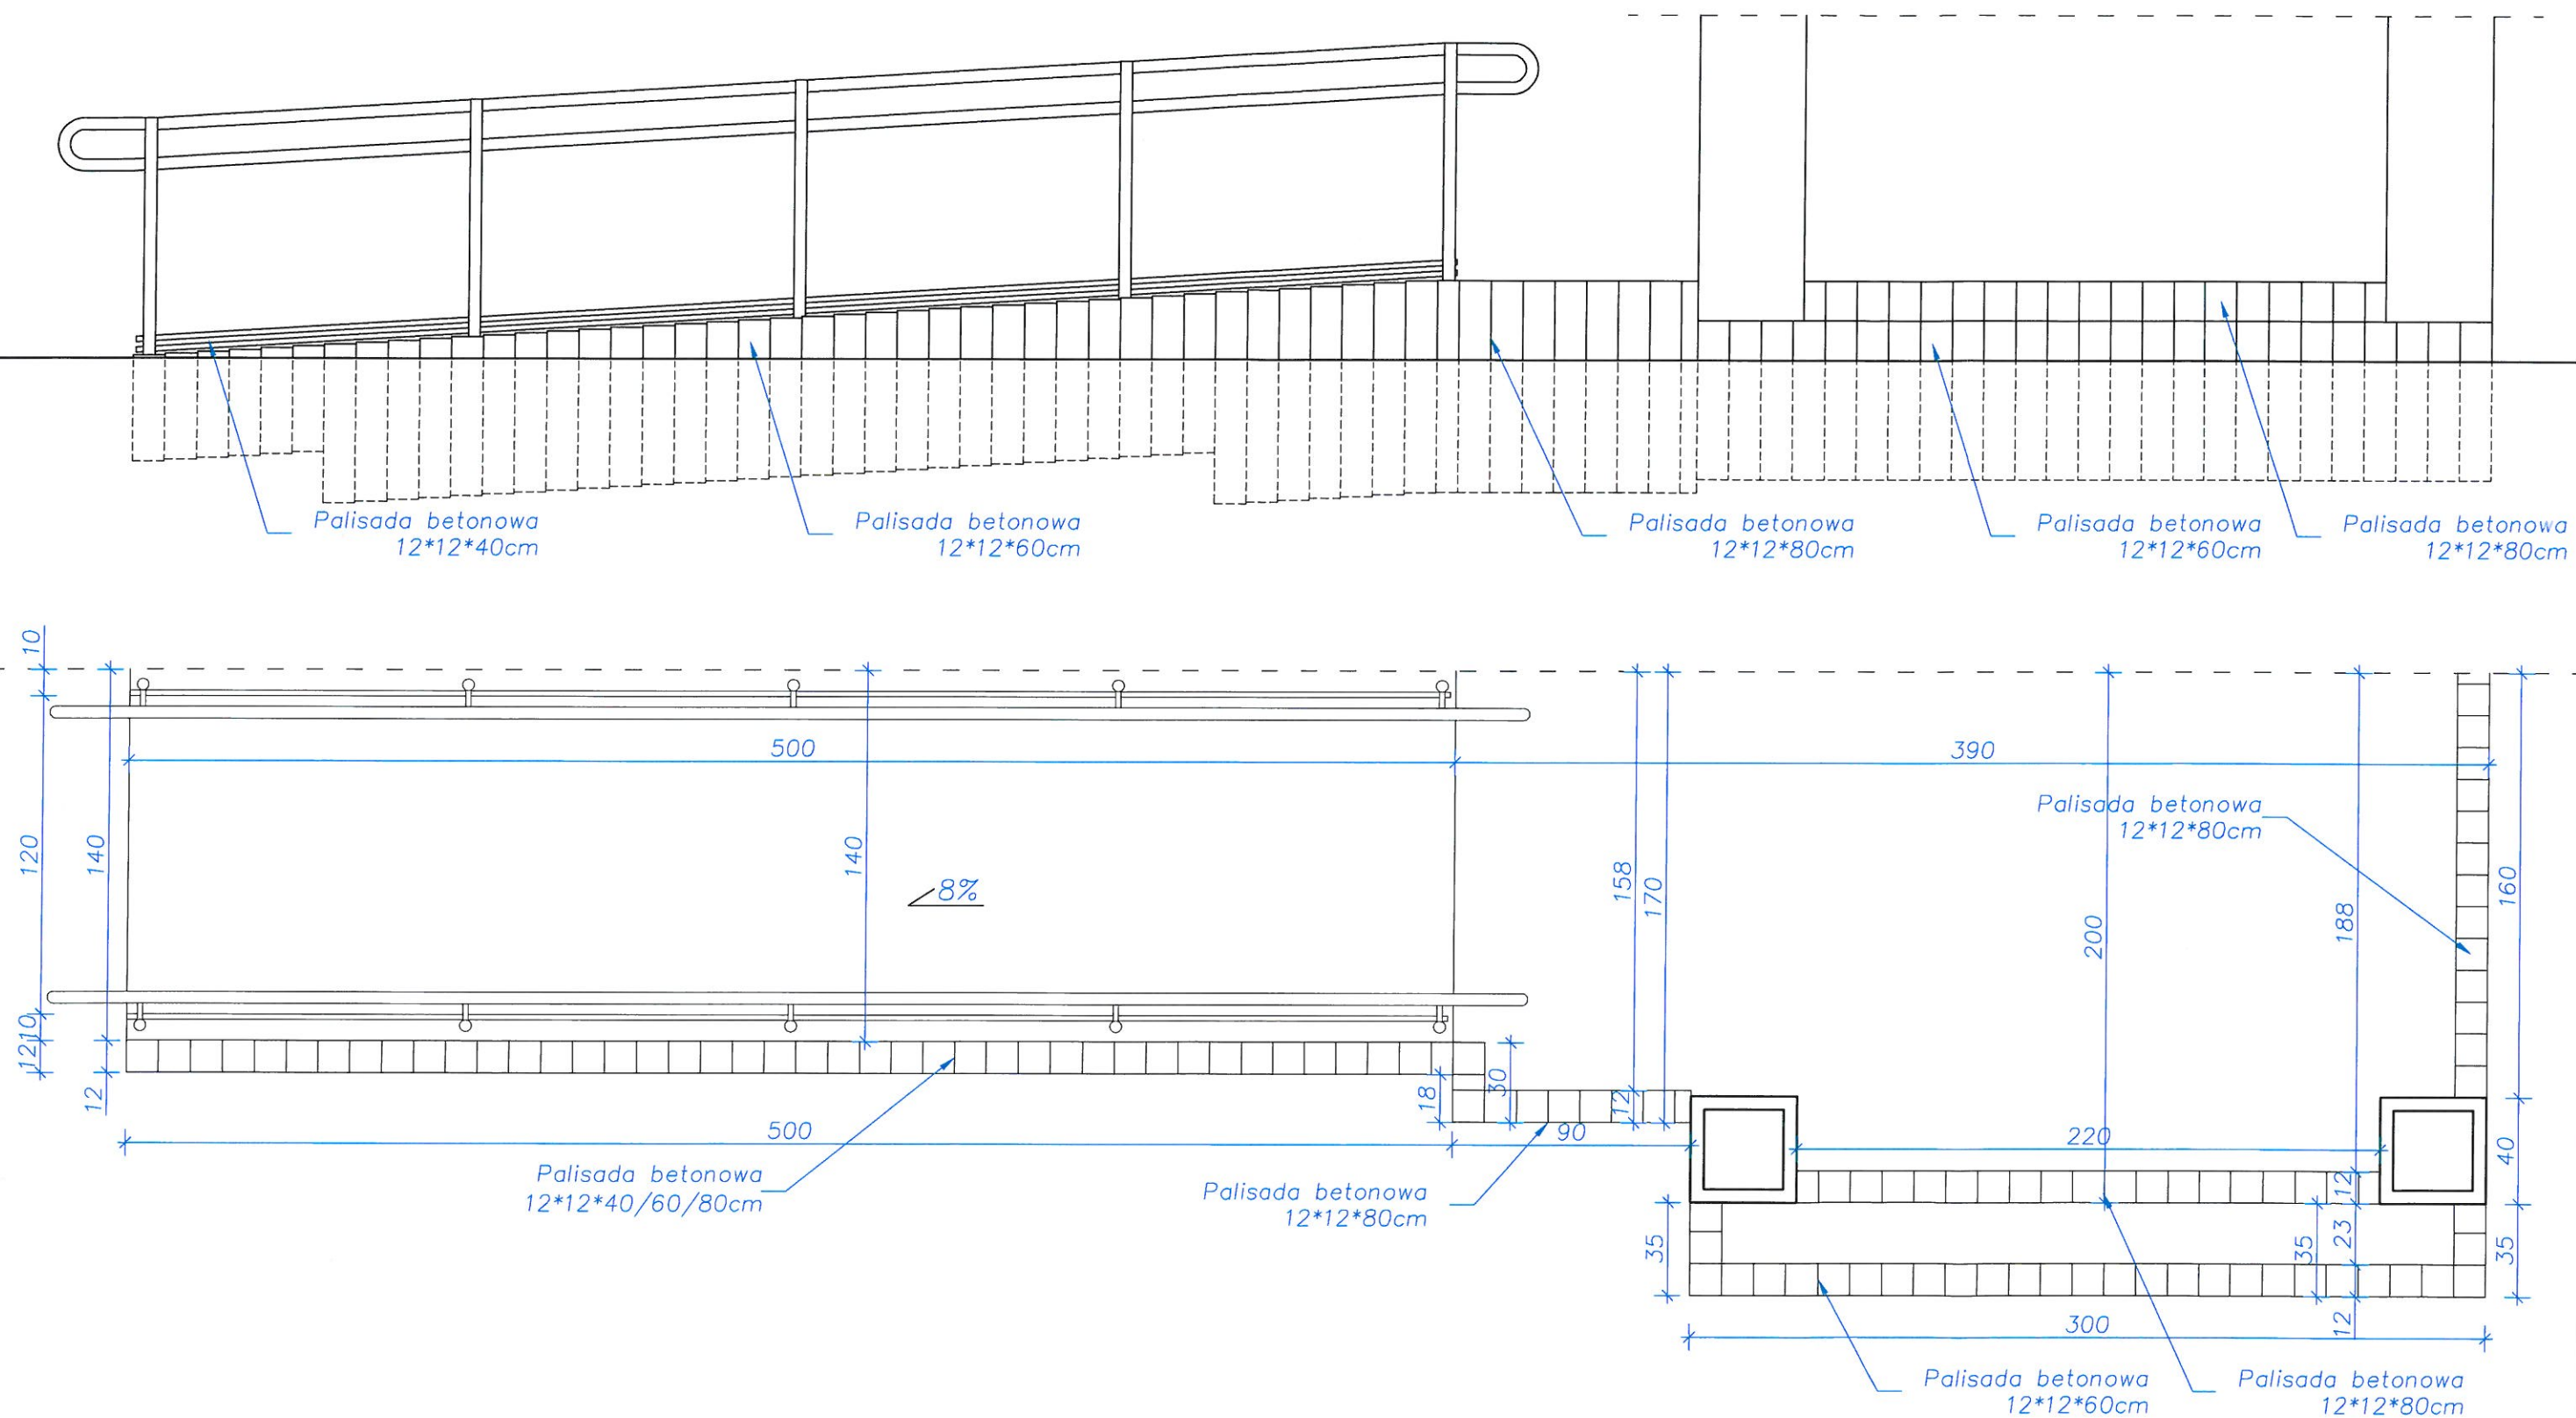 Palisada betonowa
12*12*40cm
Palisada betonowa
12*12*60cm
Palisada betonowa
12*12*80cm
Palisada betonowa
12*12*60cm
Palisada betonowa
12*12*80cm
10
120
10
12
140
12
500
140
8%
390
158
170
200
188
160
Palisada betonowa
12*12*80cm
18
30
12
500
90
220
40
12
23
35
35
35
12
300
Palisada betonowa
12*12*40/60/80cm
Palisada betonowa
12*12*80cm
Palisada betonowa
12*12*60cm
Palisada betonowa
12*12*80cm